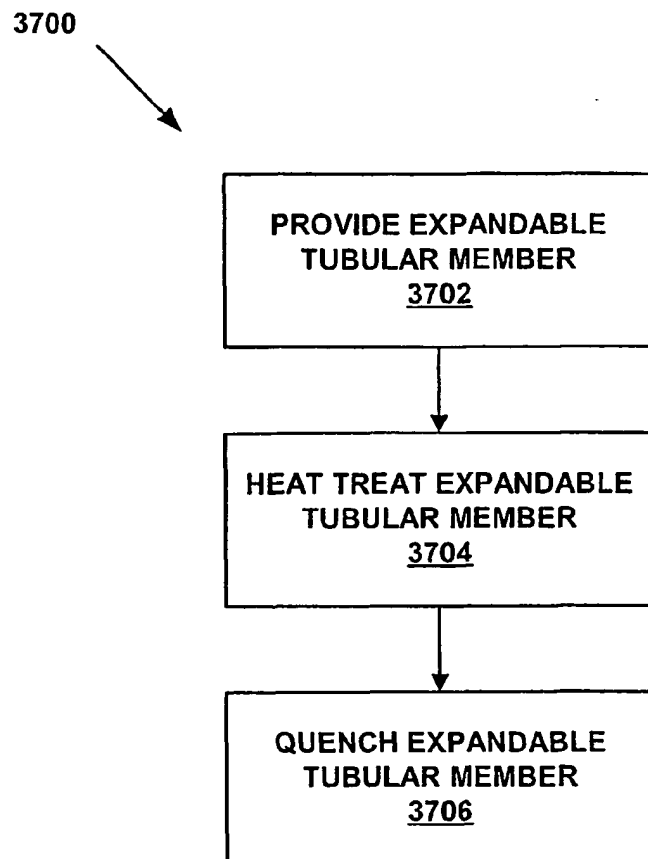 3700
PROVIDE EXPANDABLE
TUBULAR MEMBER
3702
HEAT TREAT EXPANDABLE
TUBULAR MEMBER
3704
QUENCH EXPANDABLE
TUBULAR MEMBER
3706